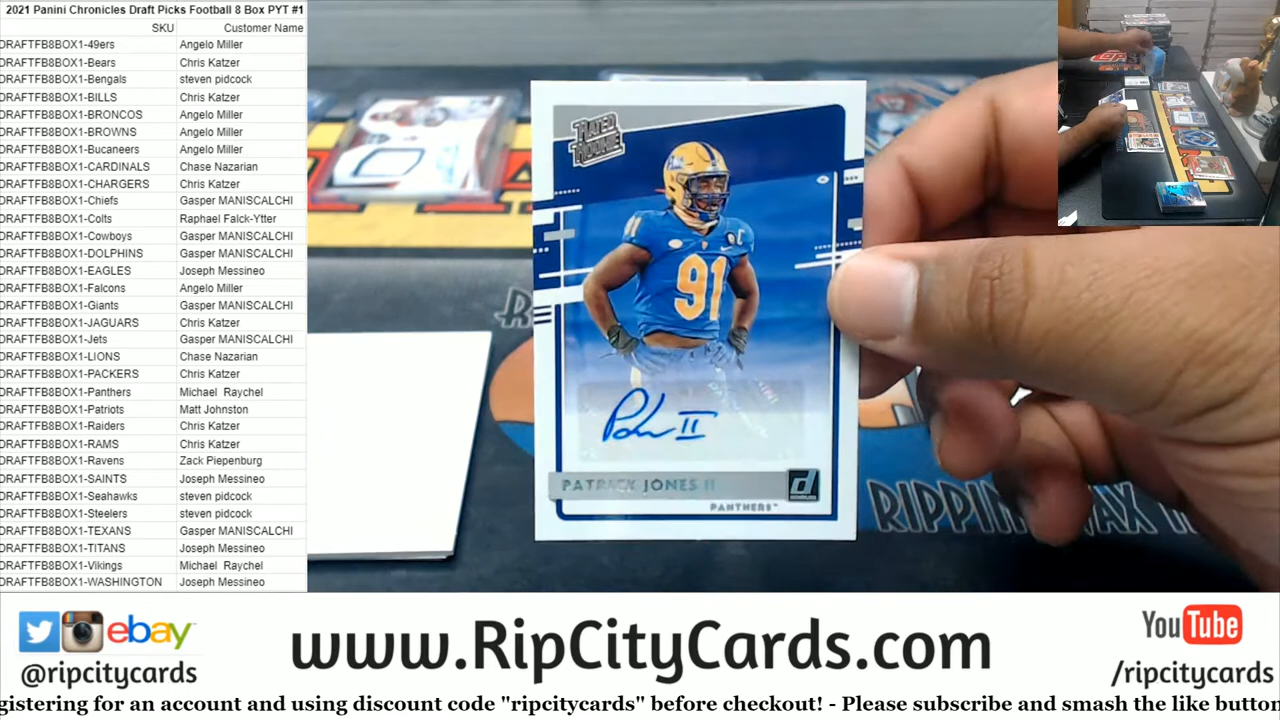 2021 Panini Chronicles Draft Picks Football 8 Box PYT #1
SKU Customer Name
DRAFTFB8BOX1-49ers Angelo Miller
DRAFTFB8BOX1-Bears Chris Katzer
DRAFTFB8BOX1-Bengals steven pidcock
DRAFTFB8BOX1-BILLS Chris Katzer
DRAFTFB8BOX1-BRONCOS Angelo Miller
DRAFTFB8BOX1-BROWNS Angelo Miller
DRAFTFB8BOX1-Bucaneers Angelo Miller
DRAFTFB8BOX1-CARDINALS Chase Nazarian
DRAFTFB8BOX1-CHARGERS Chris Katzer
DRAFTFB8BOX1-Chiefs Gasper MANISCALCHI
DRAFTFB8BOX1-Colts Raphael Falck-Ytter
DRAFTFB8BOX1-Cowboys Gasper MANISCALCHI
DRAFTFB8BOX1-DOLPHINS Gasper MANISCALCHI
DRAFTFB8BOX1-EAGLES Joseph Messineo
DRAFTFB8BOX1-Falcons Angelo Miller
DRAFTFB8BOX1-Giants Gasper MANISCALCHI
DRAFTFB8BOX1-JAGUARS Chris Katzer
DRAFTFB8BOX1-Jets Gasper MANISCALCHI
DRAFTFB8BOX1-LIONS Chase Nazarian
DRAFTFB8BOX1-PACKERS Chris Katzer
DRAFTFB8BOX1-Panthers Michael Raychel
DRAFTFB8BOX1-Patriots Matt Johnston
DRAFTFB8BOX1-Raiders Chris Katzer
DRAFTFB8BOX1-RAMS Chris Katzer
DRAFTFB8BOX1-Ravens Zack Piepenburg
DRAFTFB8BOX1-SAINTS Joseph Messineo
DRAFTFB8BOX1-Seahawks steven pidcock
DRAFTFB8BOX1-Steelers steven pidcock
DRAFTFB8BOX1-TEXANS Gasper MANISCALCHI
DRAFTFB8BOX1-TITANS Joseph Messineo
DRAFTFB8BOX1-Vikings Michael Raychel
DRAFTFB8BOX1-WASHINGTON Joseph Messineo
RATED
ROOKIE
91
PATRICK JONES II
PANTHERS
RIPPIN WAX
ebay
@ripcitycards
www.RipCityCards.com
YouTube
/ripcitycards
gistering for an account and using discount code "ripcitycards" before checkout! - Please subscribe and smash the like button